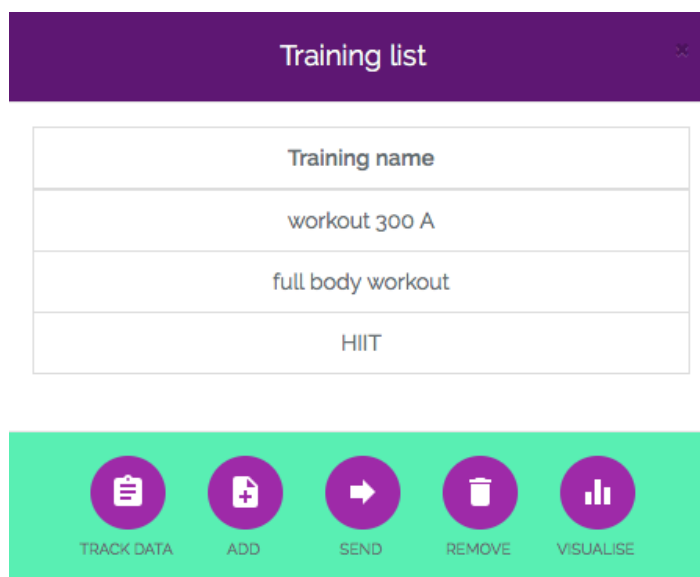 Training list
×
Training name
workout 300 A
full body workout
HIIT
TRACK DATA ADD SEND REMOVE VISUALISE